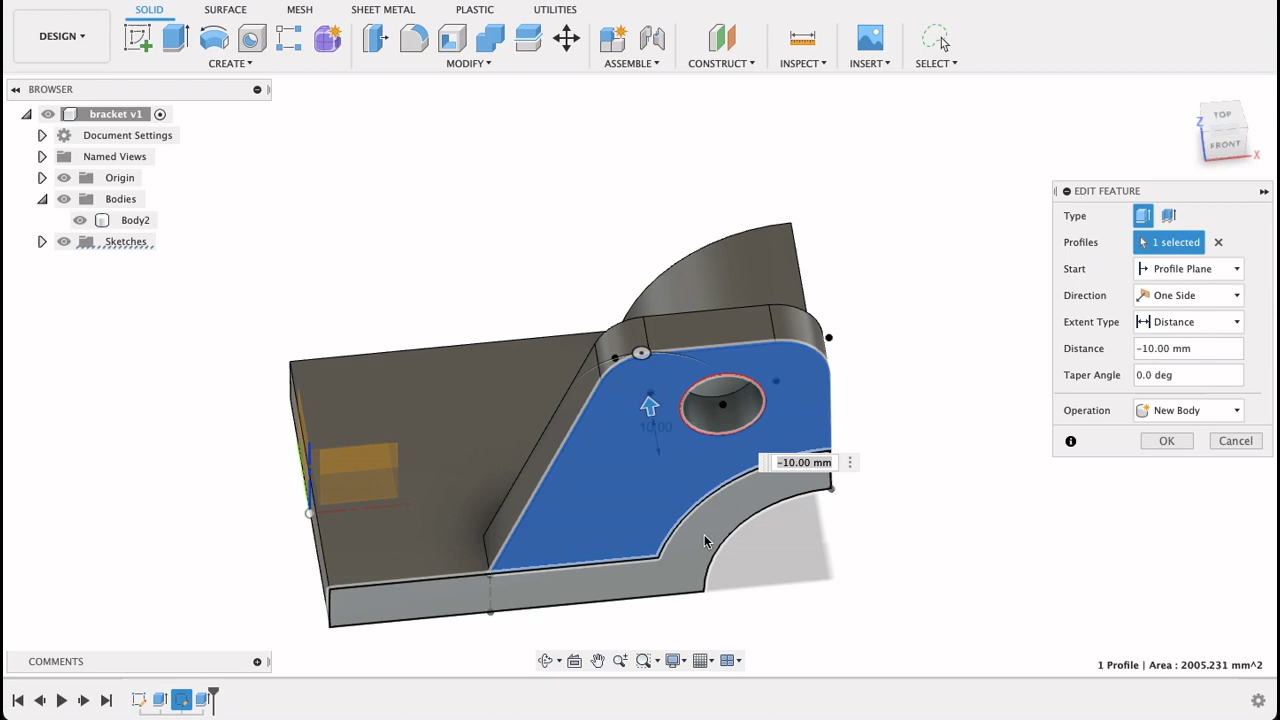 SOLID SURFACE MESH SHEET METAL PLASTIC UTILITIES
DESIGN
CREATE MODIFY ASSEMBLE CONSTRUCT INSPECT INSERT SELECT
BROWSER
bracket v1
Document Settings
Named Views
Origin
Bodies
Body2
Sketches
TOP
FRONT
Z
X
EDIT FEATURE
Type
Profiles 1 selected
Start Profile Plane
Direction One Side
Extent Type Distance
Distance -10.00 mm
Taper Angle 0.0 deg
Operation New Body
OK Cancel
10.00
-10.00 mm
COMMENTS
1 Profile | Area : 2005.231 mm^2